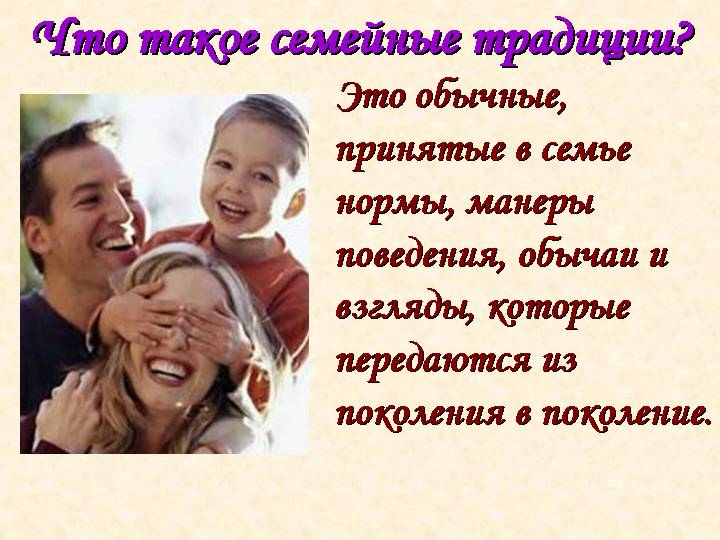 Что такое семейные традиции?
Это обычные,
принятые в семье
нормы, манеры
поведения, обычаи и
взгляды, которые
передаются из
поколения в поколение.